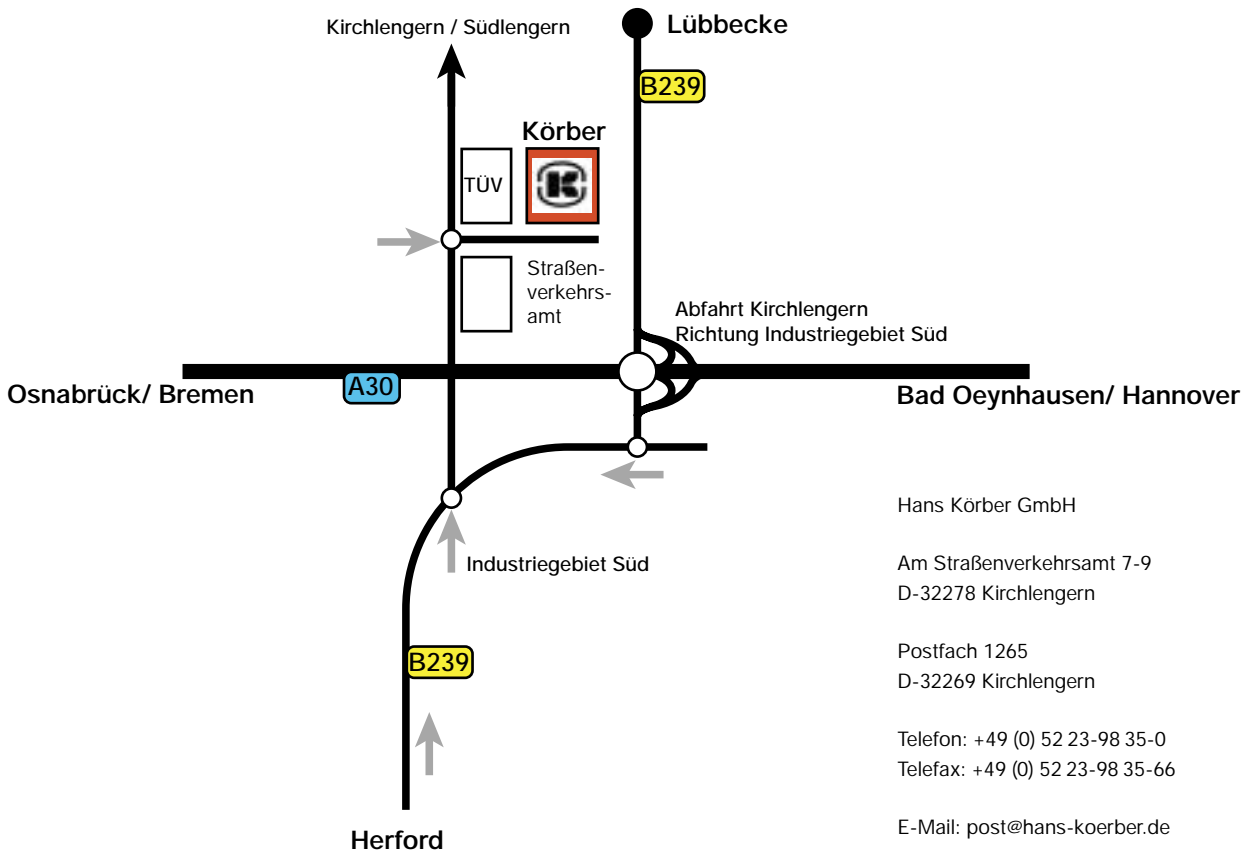 Kirchlengern / Südlengern
Lübbecke
B239
Körber
TÜV
K
Straßen-
verkehrs-
amt
Abfahrt Kirchlengern
Richtung Industriegebiet Süd
Osnabrück/ Bremen
A30
Bad Oeynhausen/ Hannover
Industriegebiet Süd
B239
Herford
Hans Körber GmbH
Am Straßenverkehrsamt 7-9
D-32278 Kirchlengern
Postfach 1265
D-32269 Kirchlengern
Telefon: +49 (0) 52 23-98 35-0
Telefax: +49 (0) 52 23-98 35-66
E-Mail: post@hans-koerber.de